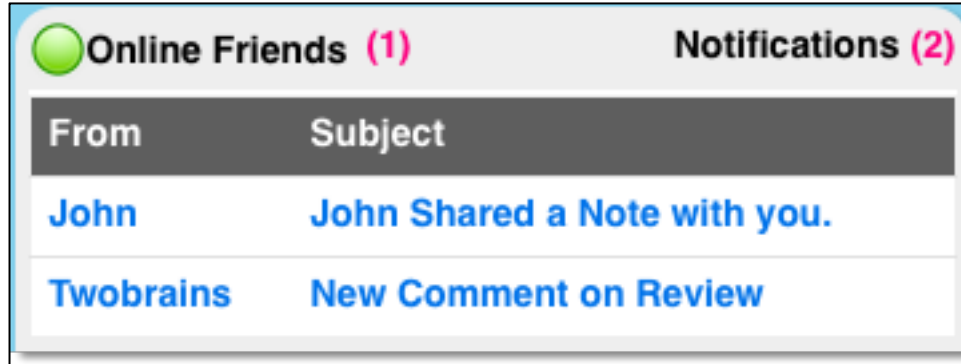 Online Friends (1) Notifications (2)
From Subject
John John Shared a Note with you.
Twobrains New Comment on Review